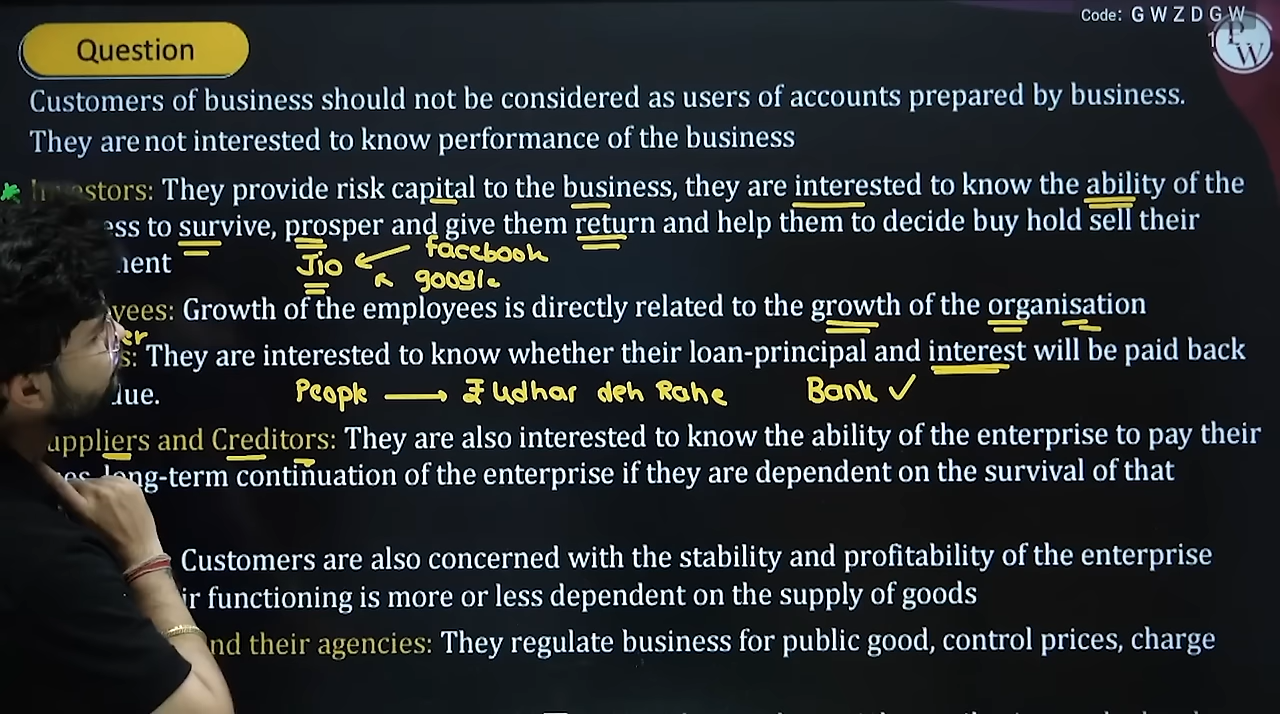 Code: G W Z D G W
PW
Question
Customers of business should not be considered as users of accounts prepared by business.
They are not interested to know performance of the business
Investors: They provide risk capital to the business, they are interested to know the ability of the
ess to survive, prosper and give them return and help them to decide buy hold sell their
ment
facebook
Jio
google
yees: Growth of the employees is directly related to the growth of the organisation
er
s: They are interested to know whether their loan-principal and interest will be paid back
due.
People → ₹ Udhar deh Rahe Bank ✓
uppliers and Creditors: They are also interested to know the ability of the enterprise to pay their
es, long-term continuation of the enterprise if they are dependent on the survival of that
Customers are also concerned with the stability and profitability of the enterprise
ir functioning is more or less dependent on the supply of goods
nd their agencies: They regulate business for public good, control prices, charge